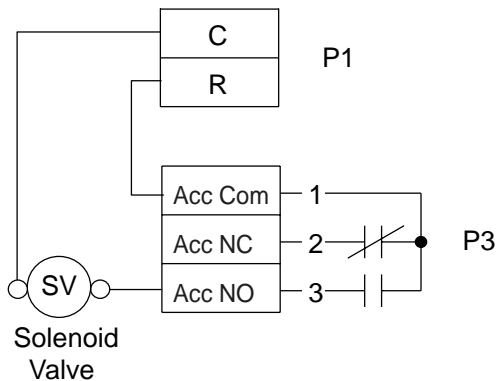 C
P1
R
Acc Com 1
Acc NC 2
P3
Acc NO 3
SV
Solenoid
Valve